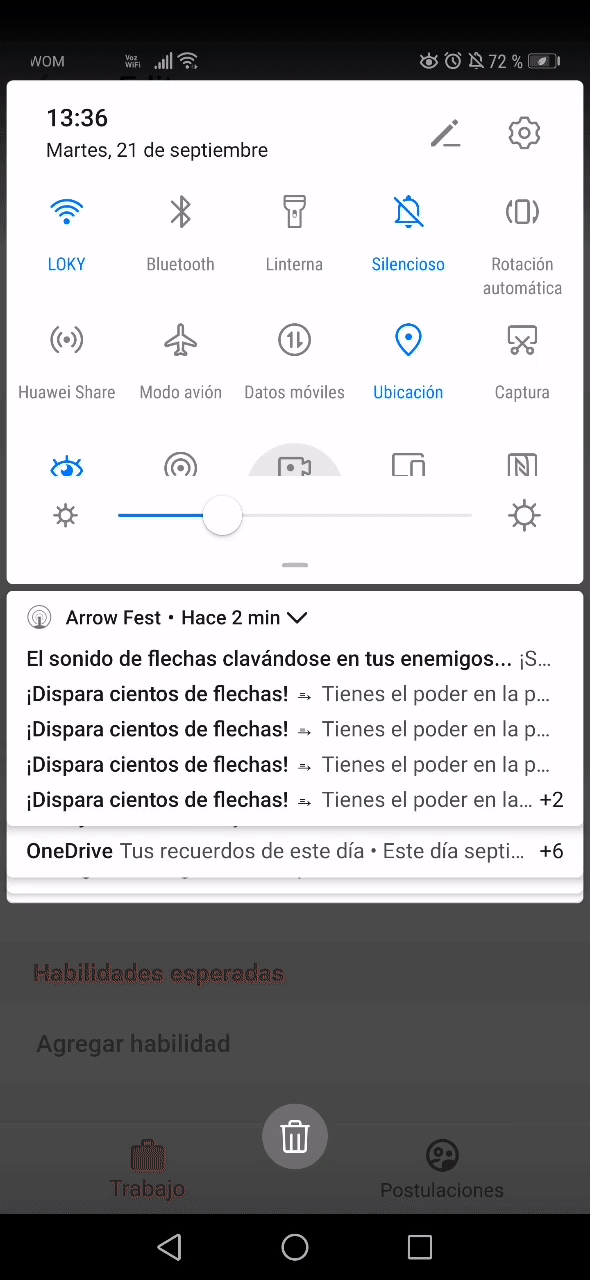 WOM Voz WiFi 72 %
13:36
Martes, 21 de septiembre
LOKY Bluetooth Linterna Silencioso Rotación automática
Huawei Share Modo avión Datos móviles Ubicación Captura
Arrow Fest • Hace 2 min
El sonido de flechas clavándose en tus enemigos... ¡S...
¡Dispara cientos de flechas! Tienes el poder en la p...
¡Dispara cientos de flechas! Tienes el poder en la p...
¡Dispara cientos de flechas! Tienes el poder en la p...
¡Dispara cientos de flechas! Tienes el poder en la... +2
OneDrive Tus recuerdos de este día • Este día septi... +6
Habilidades esperadas
Agregar habilidad
Trabajo Postulaciones